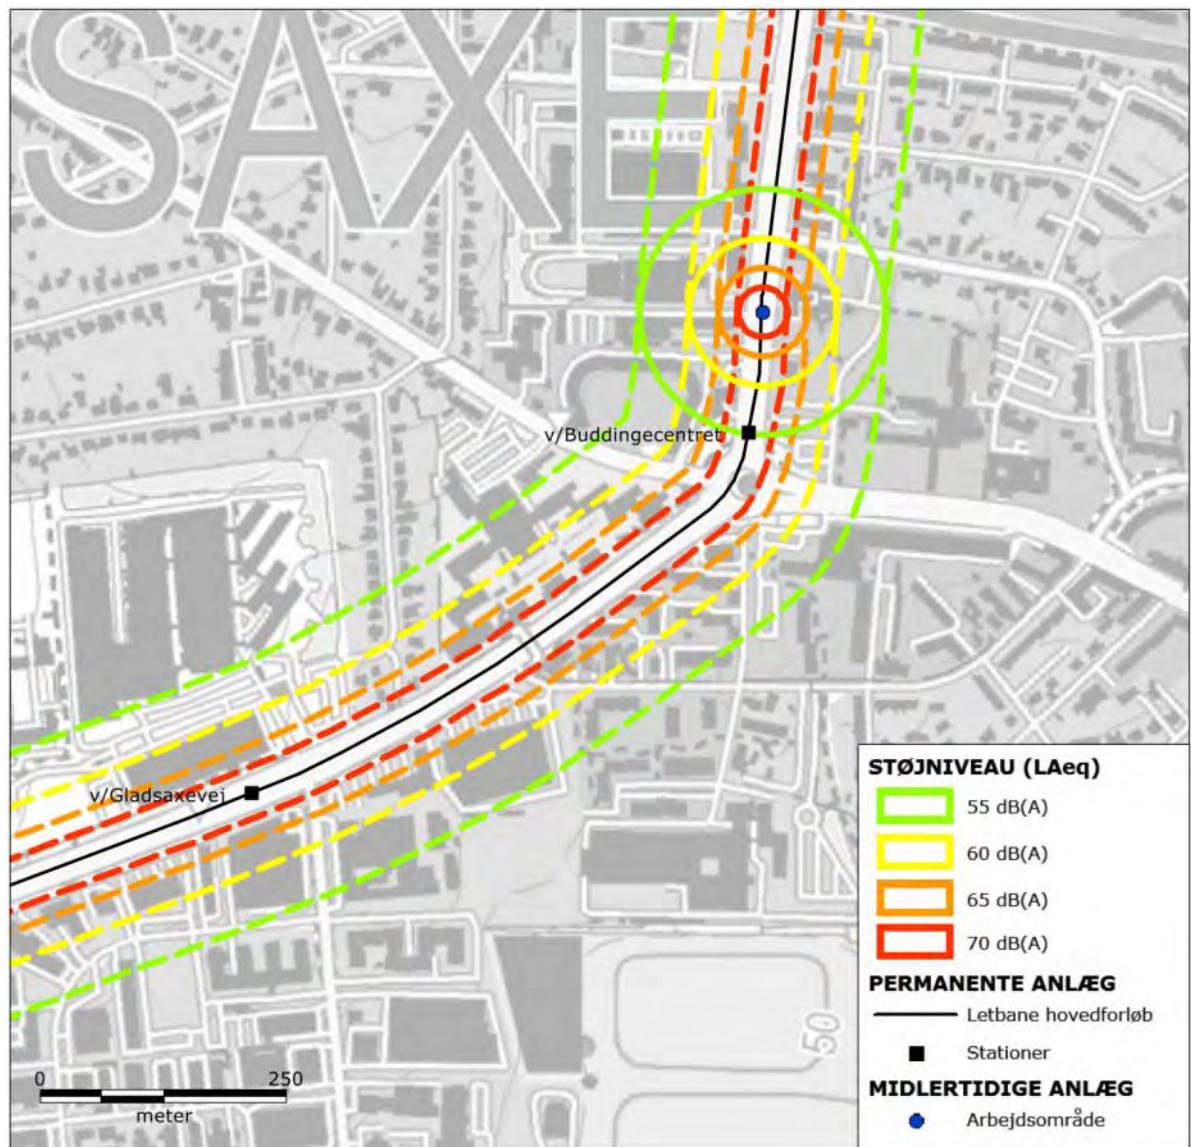 SAXE
v/Buddingecentret
v/Gladsaxevej
STØJNIVEAU (LAeq)
55 dB(A)
60 dB(A)
65 dB(A)
70 dB(A)
PERMANENTE ANLÆG
Letbane hovedforløb
Stationer
MIDLERTIDIGE ANLÆG
Arbejdsområde
50
0 250
meter